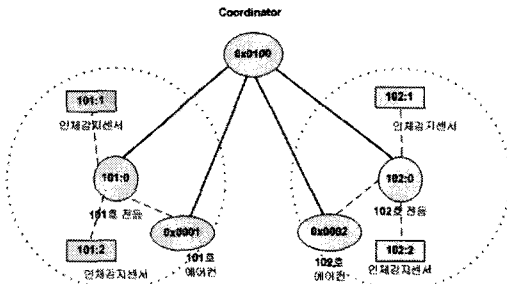 Coordinator
0x0100
101:1
인체감지센서
102:1
인체감지센서
101:0
101호 전등
102:0
102호 전등
0x0001
101호
에어컨
0x0002
102호
에어컨
101:2
인체감지센서
102:2
인체감지센서